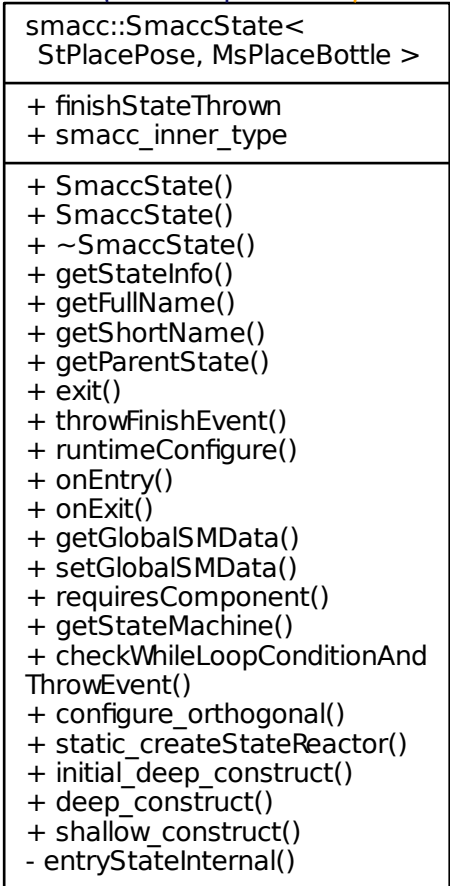 smacc::SmaccState<
StPlacePose, MsPlaceBottle >
+ finishStateThrown
+ smacc_inner_type
+ SmaccState()
+ SmaccState()
+ ~SmaccState()
+ getStateInfo()
+ getFullName()
+ getShortName()
+ getParentState()
+ exit()
+ throwFinishEvent()
+ runtimeConfigure()
+ onEntry()
+ onExit()
+ getGlobalSMData()
+ setGlobalSMData()
+ requiresComponent()
+ getStateMachine()
+ checkWhileLoopConditionAnd
ThrowEvent()
+ configure_orthogonal()
+ static_createStateReactor()
+ initial_deep_construct()
+ deep_construct()
+ shallow_construct()
- entryStateInternal()